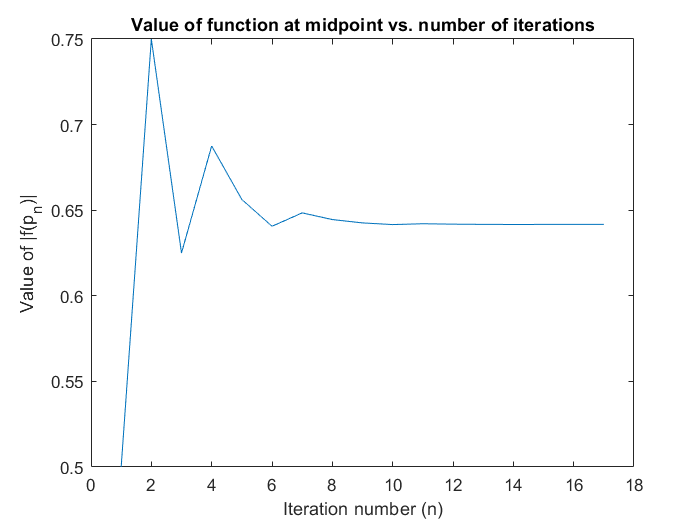 Value of function at midpoint vs. number of iterations
0.75
0.7
0.65
0.6
0.55
0.5
Value of |f(p_n)|
0 2 4 6 8 10 12 14 16 18
Iteration number (n)